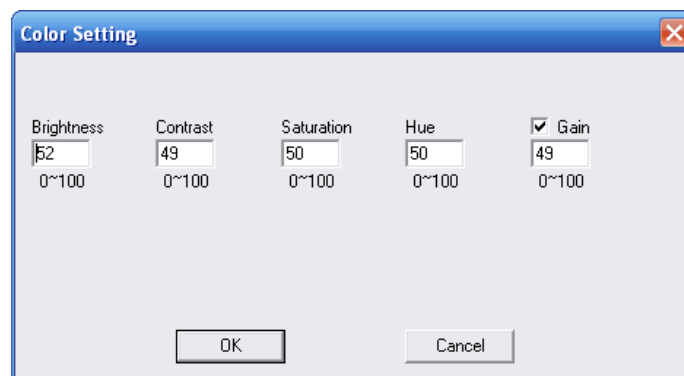 Color Setting
Brightness Contrast Saturation Hue Gain
52 49 50 50 49
0~100 0~100 0~100 0~100 0~100
OK Cancel